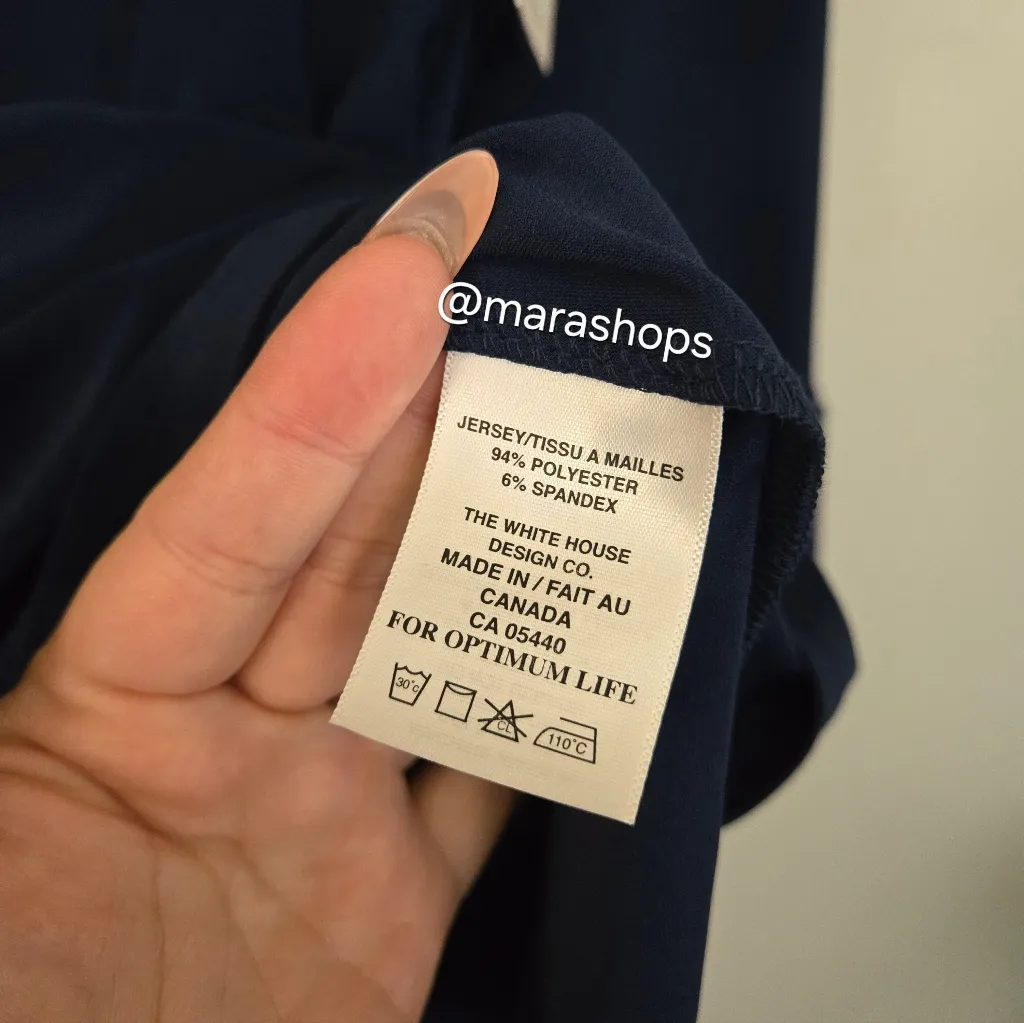 @marashops
JERSEY/TISSU A MAILLES
94% POLYESTER
6% SPANDEX
THE WHITE HOUSE
DESIGN CO.
MADE IN / FAIT AU
CANADA
CA 05440
FOR OPTIMUM LIFE
30°c CL 110°C